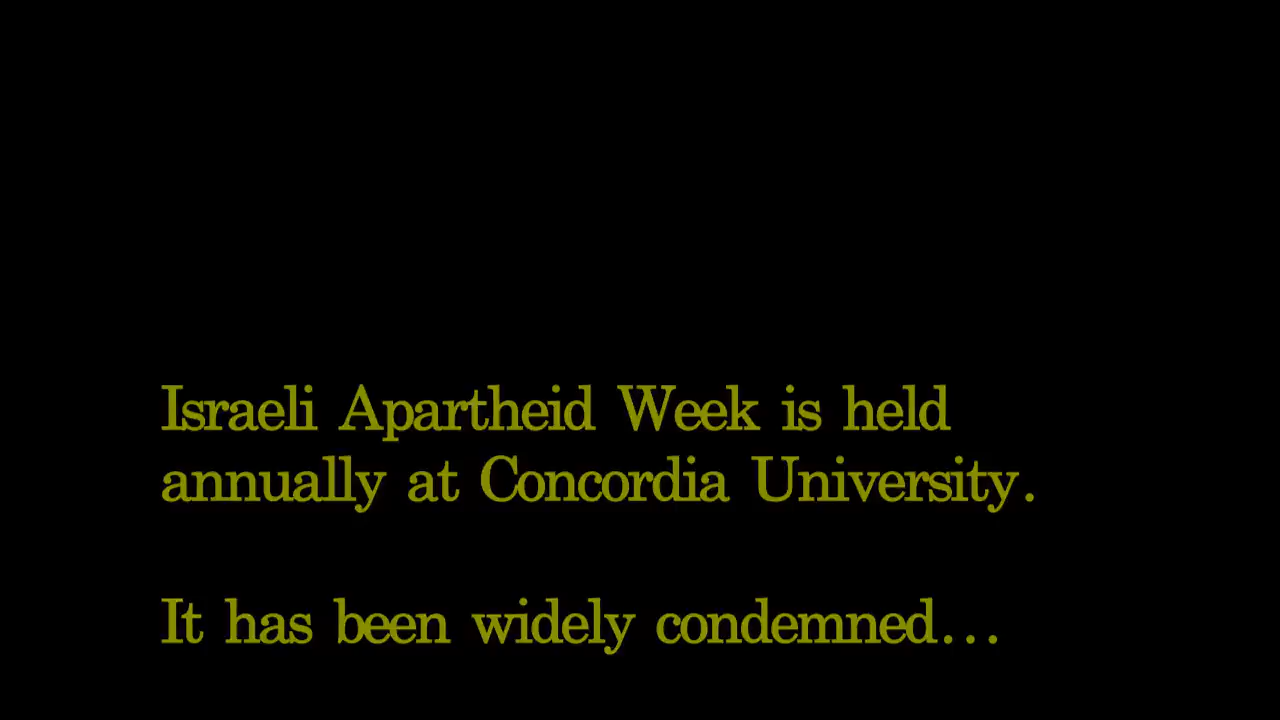 Israeli Apartheid Week is held
annually at Concordia University.
It has been widely condemned...